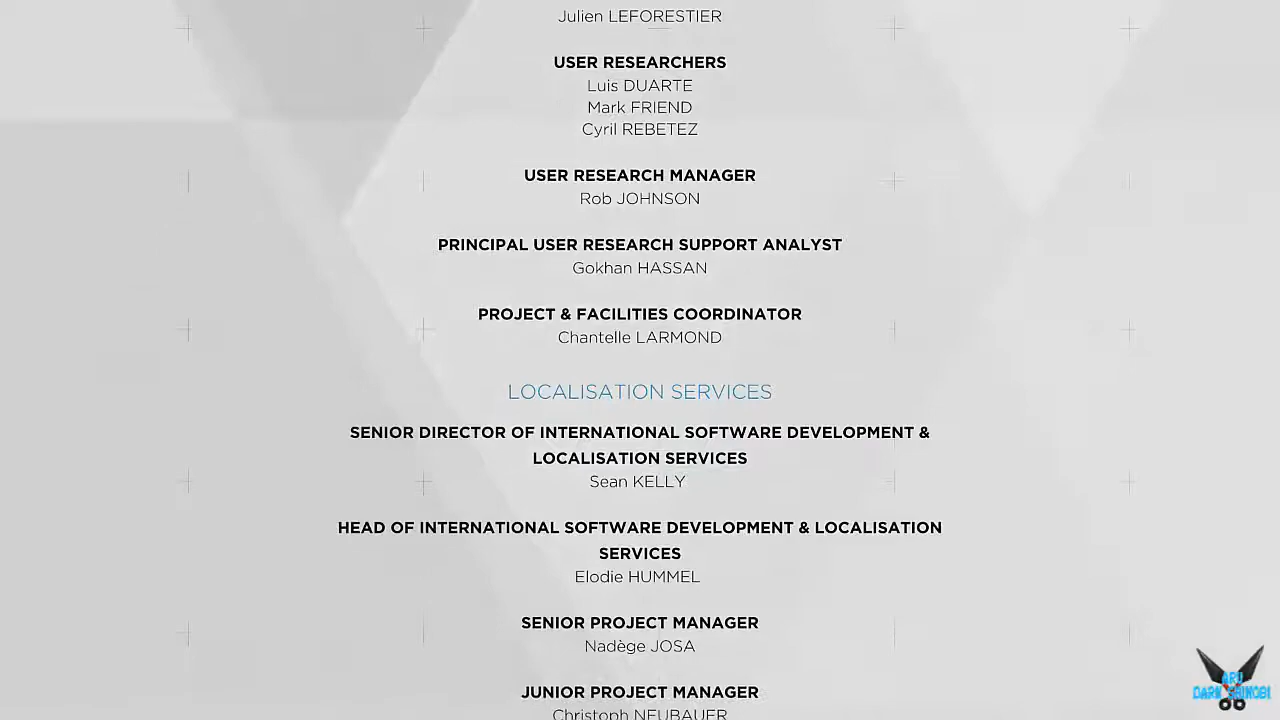 Julien LEFORESTIER
USER RESEARCHERS
Luis DUARTE
Mark FRIEND
Cyril REBETEZ
USER RESEARCH MANAGER
Rob JOHNSON
PRINCIPAL USER RESEARCH SUPPORT ANALYST
Gokhan HASSAN
PROJECT & FACILITIES COORDINATOR
Chantelle LARMOND
LOCALISATION SERVICES
SENIOR DIRECTOR OF INTERNATIONAL SOFTWARE DEVELOPMENT &
LOCALISATION SERVICES
Sean KELLY
HEAD OF INTERNATIONAL SOFTWARE DEVELOPMENT & LOCALISATION
SERVICES
Elodie HUMMEL
SENIOR PROJECT MANAGER
Nadège JOSA
JUNIOR PROJECT MANAGER
Christoph NEUBAUER
DARK SHINOBI